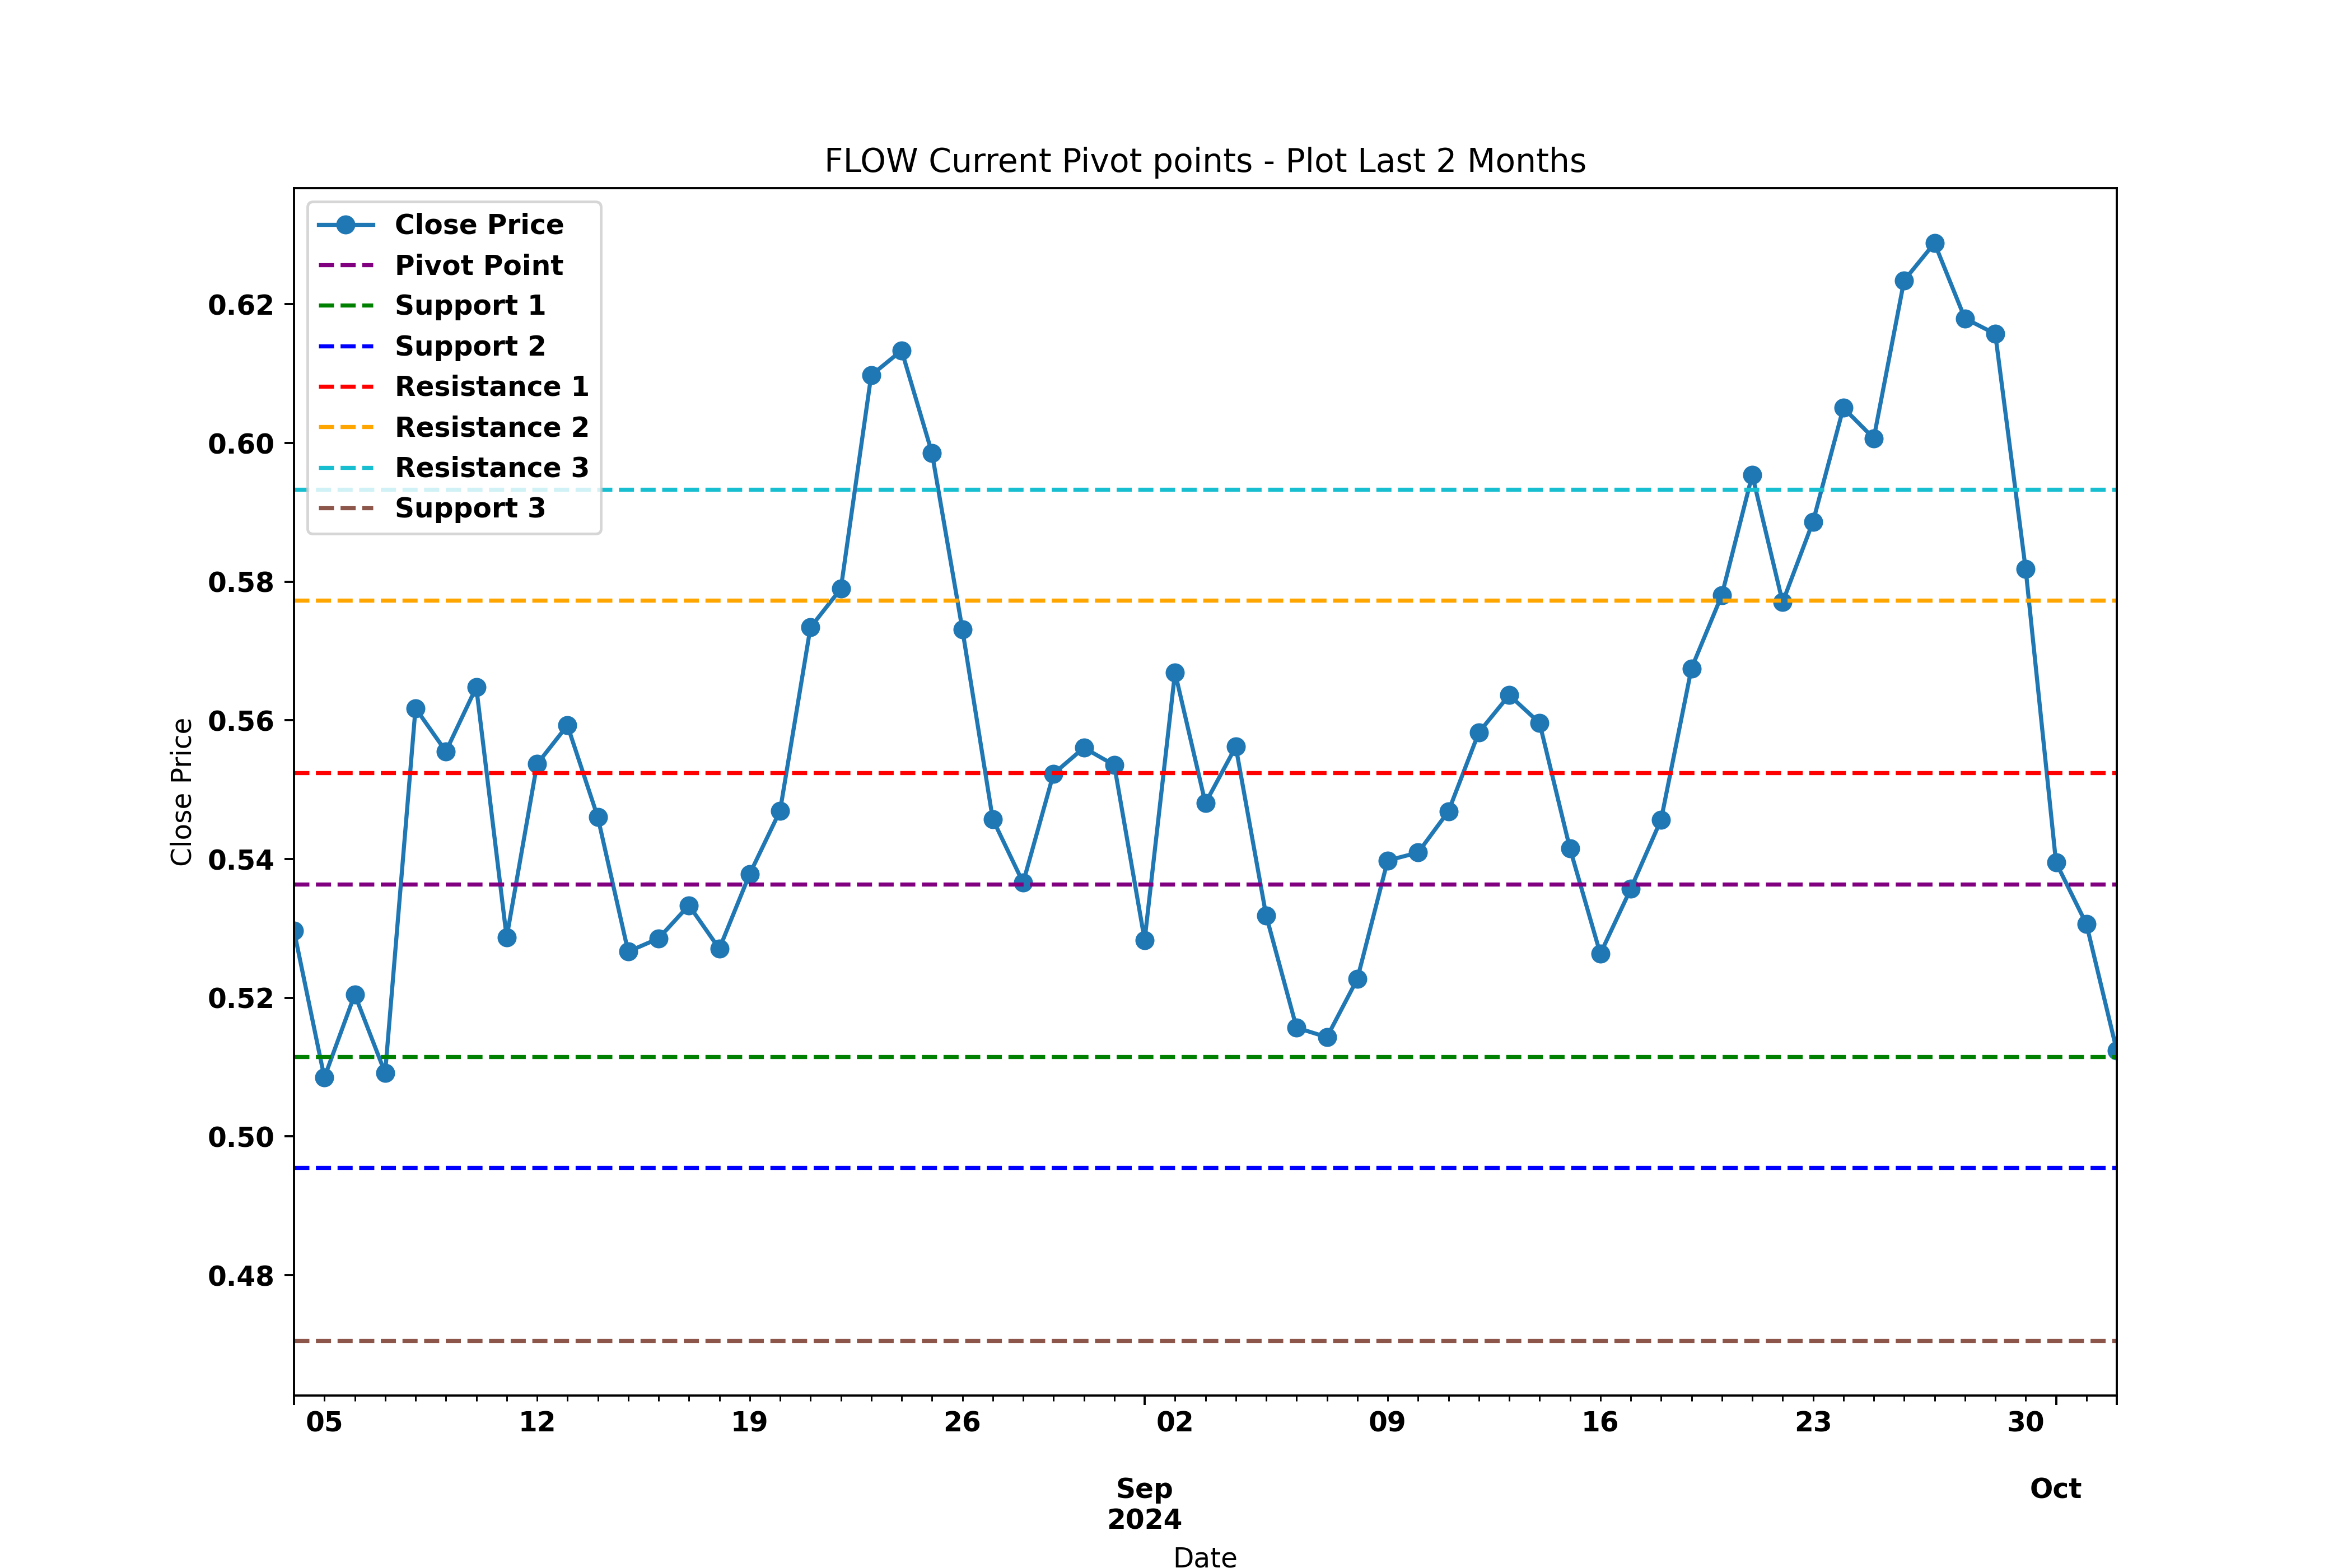 FLOW Current Pivot points - Plot Last 2 Months
Close Price
Pivot Point
Support 1
Support 2
Resistance 1
Resistance 2
Resistance 3
Support 3
Close Price
0.62
0.60
0.58
0.56
0.54
0.52
0.50
0.48
05 12 19 26 02 09 16 23 30
Sep Oct
2024
Date